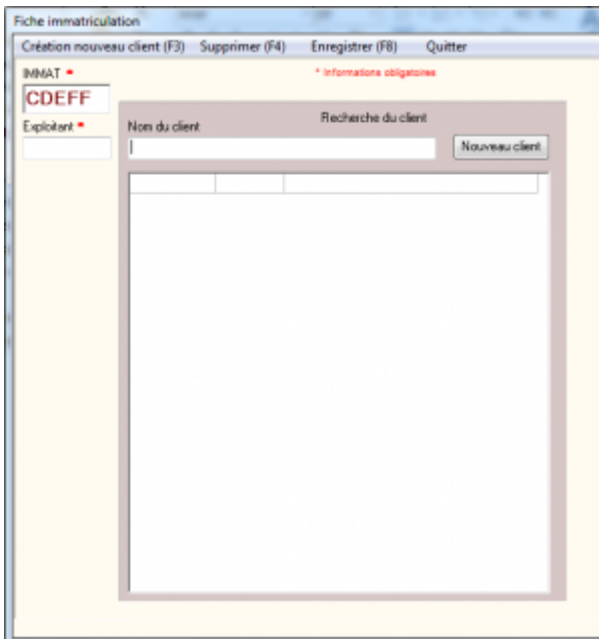 Fiche immatriculation
Création nouveau client (F3) Supprimer (F4) Enregistrer (F8) Quitter
IMMAT *
* Informations obligatoires
CDEFF
Exploitant *
Recherche du client
Nom du client
Nouveau client